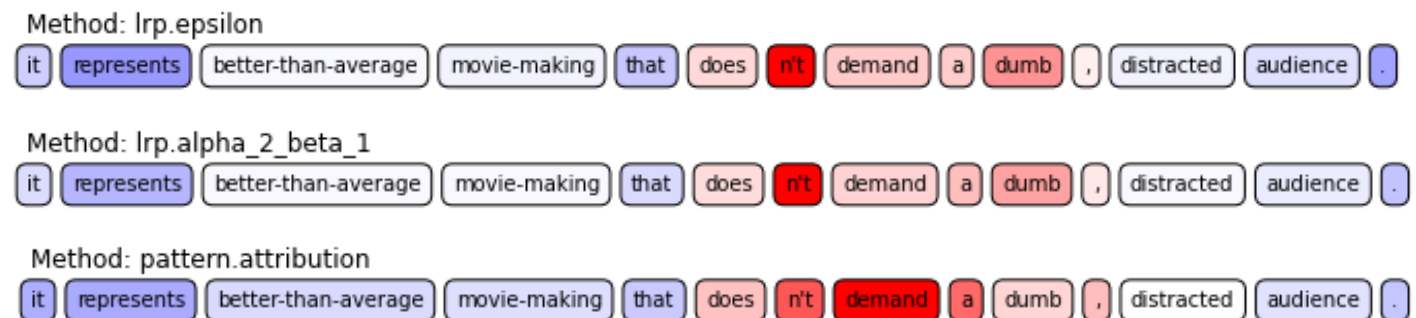 Method: lrp.epsilon
it represents better-than-average movie-making that does n't demand a dumb , distracted audience .
Method: lrp.alpha_2_beta_1
it represents better-than-average movie-making that does n't demand a dumb , distracted audience .
Method: pattern.attribution
it represents better-than-average movie-making that does n't demand a dumb , distracted audience .